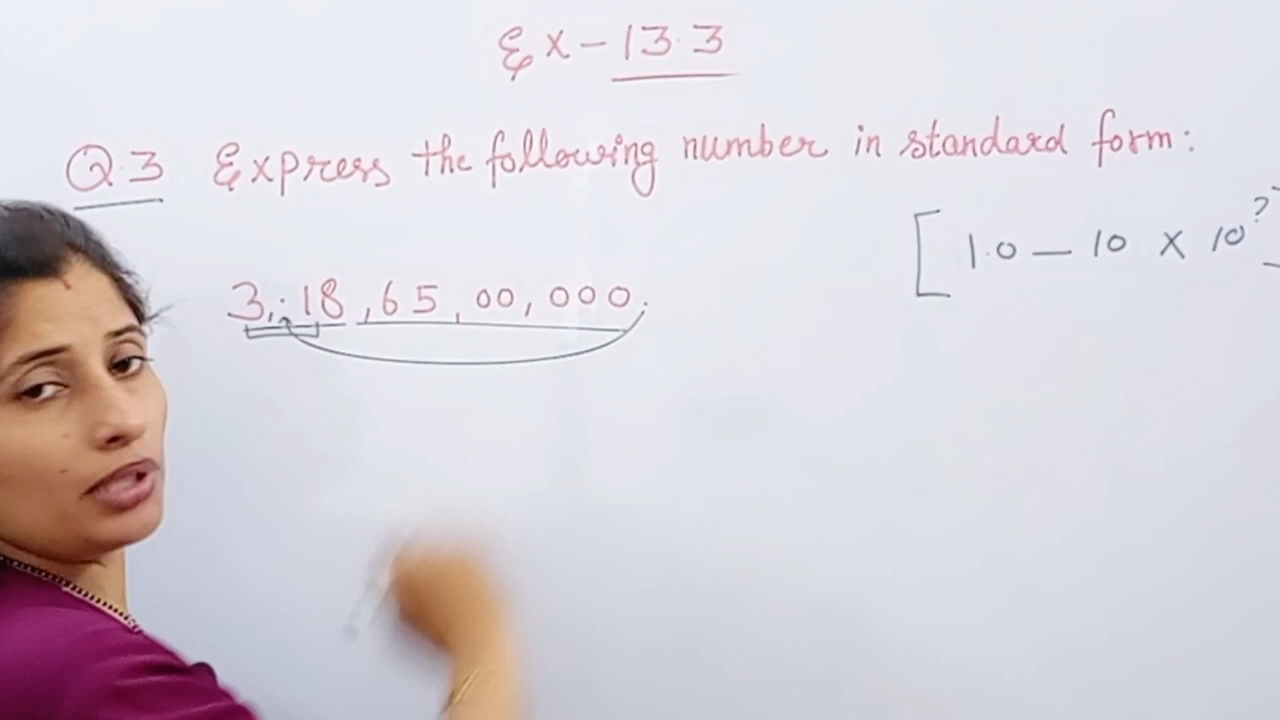 Ex - 13.3
Q.3 Express the following number in standard form:
[1.0 — 10 × 10?]
3,.18,65,00,000.